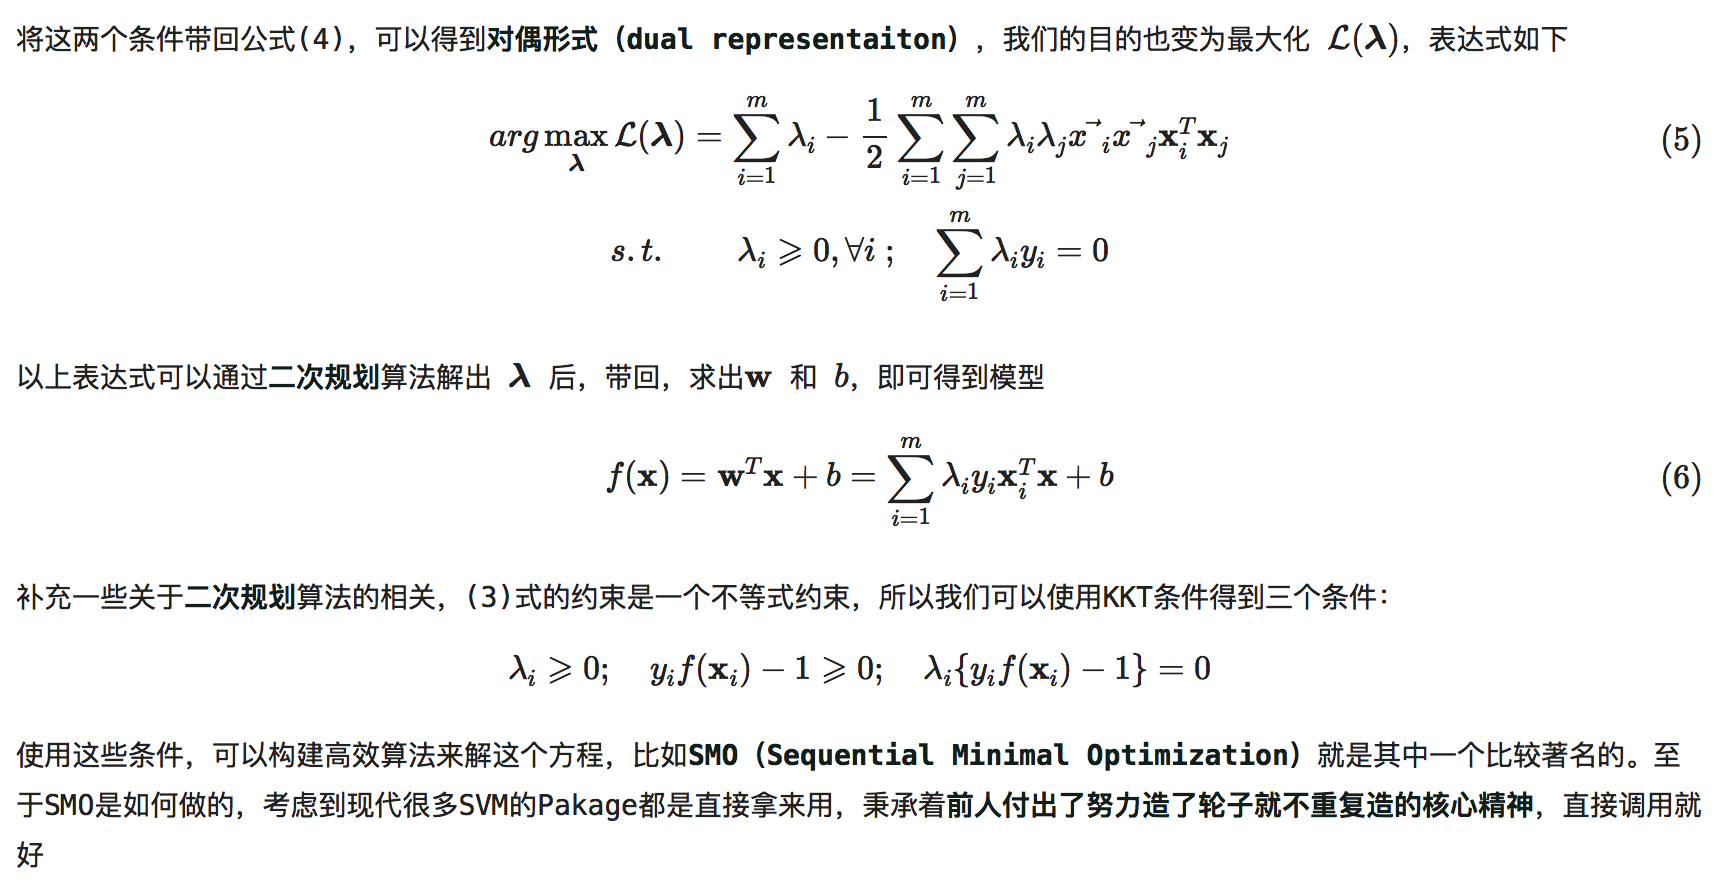 将这两个条件带回公式(4)，可以得到对偶形式（dual representaiton），我们的目的也变为最大化 ℒ(𝝀)，表达式如下
arg max_𝝀 ℒ(𝝀) = ∑_{i=1}^{m} λ_i − 1/2 ∑_{i=1}^{m} ∑_{j=1}^{m} λ_i λ_j x⃗_i x⃗_j 𝐱_i^T 𝐱_j (5)
s.t. λ_i ⩾ 0, ∀i ; ∑_{i=1}^{m} λ_i y_i = 0
以上表达式可以通过二次规划算法解出 𝝀 后，带回，求出𝐰 和 b，即可得到模型
f(𝐱) = 𝐰^T 𝐱 + b = ∑_{i=1}^{m} λ_i y_i 𝐱_i^T 𝐱 + b (6)
补充一些关于二次规划算法的相关，(3)式的约束是一个不等式约束，所以我们可以使用KKT条件得到三个条件：
λ_i ⩾ 0; y_i f(𝐱_i) − 1 ⩾ 0; λ_i{y_i f(𝐱_i) − 1} = 0
使用这些条件，可以构建高效算法来解这个方程，比如SMO（Sequential Minimal Optimization）就是其中一个比较著名的。至
于SMO是如何做的，考虑到现代很多SVM的Pakage都是直接拿来用，秉承着前人付出了努力造了轮子就不重复造的核心精神，直接调用就
好